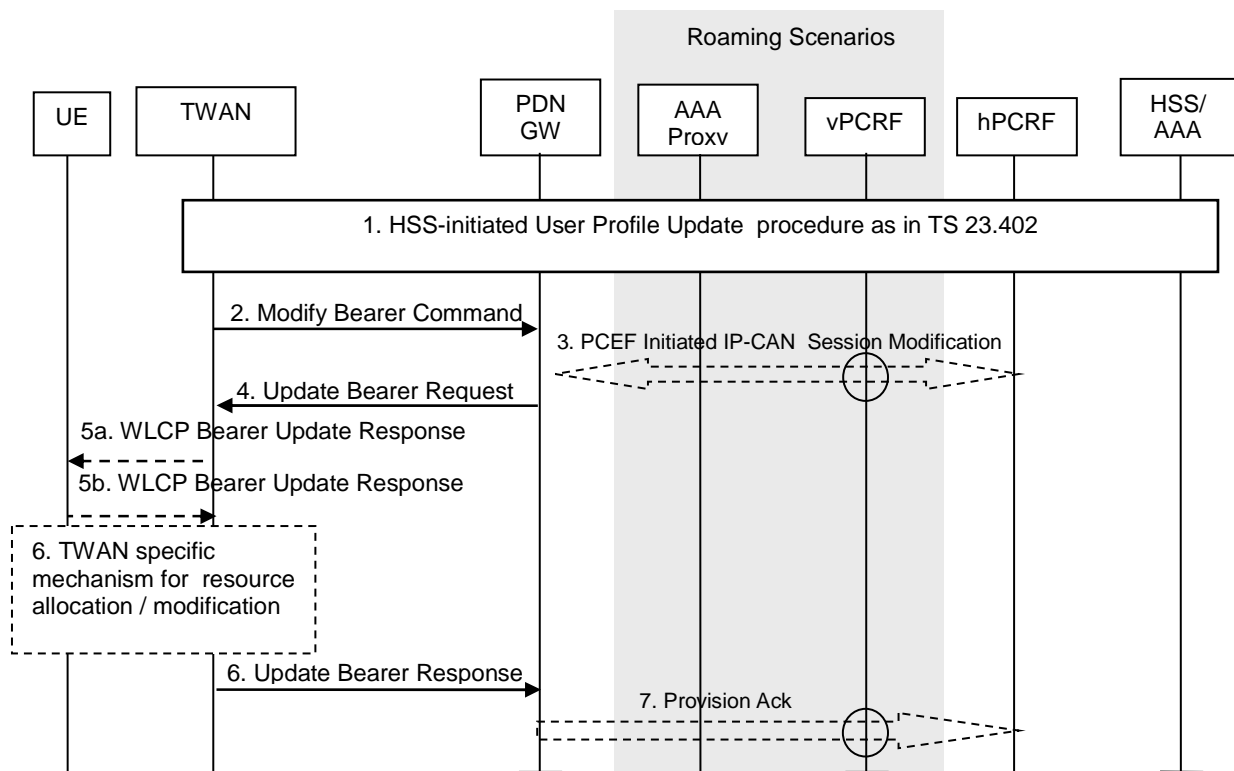 Roaming Scenarios
UE
TWAN
PDN
GW
AAA
Proxv
vPCRF
hPCRF
HSS/
AAA
1. HSS-initiated User Profile Update procedure as in TS 23.402
2. Modify Bearer Command
3. PCEF Initiated IP-CAN Session Modification
4. Update Bearer Request
5a. WLCP Bearer Update Response
5b. WLCP Bearer Update Response
6. TWAN specific
mechanism for resource
allocation / modification
6. Update Bearer Response
7. Provision Ack